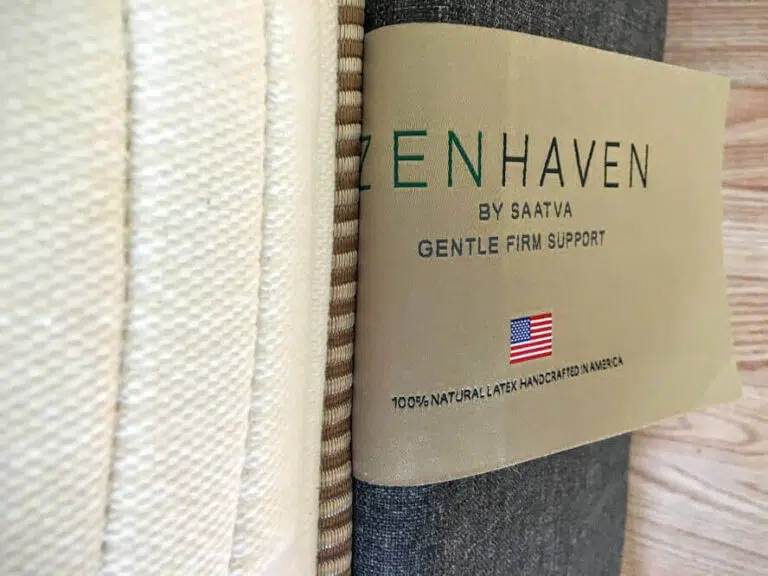 ZENHAVEN
BY SAATVA
GENTLE FIRM SUPPORT
100% NATURAL LATEX HANDCRAFTED IN AMERICA